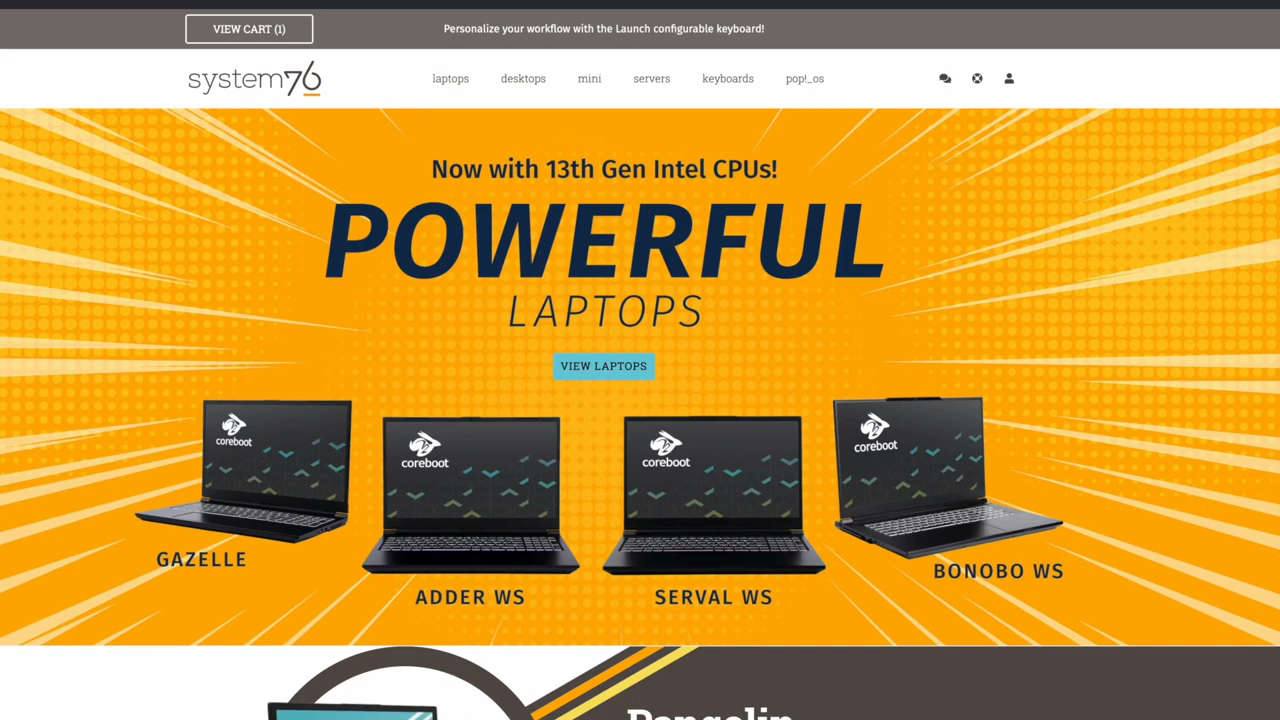 VIEW CART (1)
Personalize your workflow with the Launch configurable keyboard!
system76
laptops
desktops
mini
servers
keyboards
pop!_os
Now with 13th Gen Intel CPUs!
POWERFUL
LAPTOPS
VIEW LAPTOPS
coreboot
coreboot
coreboot
coreboot
GAZELLE
ADDER WS
SERVAL WS
BONOBO WS
Pangolin